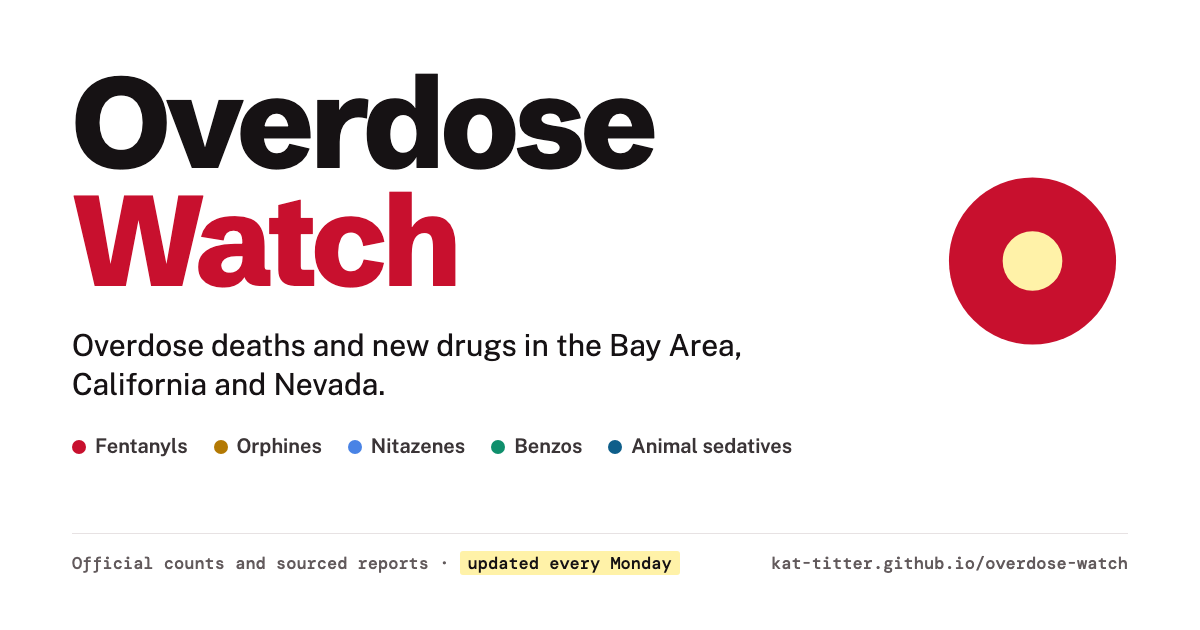 Overdose
Watch
Overdose deaths and new drugs in the Bay Area,
California and Nevada.
Fentanyls Orphines Nitazenes Benzos Animal sedatives
Official counts and sourced reports · updated every Monday kat-titter.github.io/overdose-watch